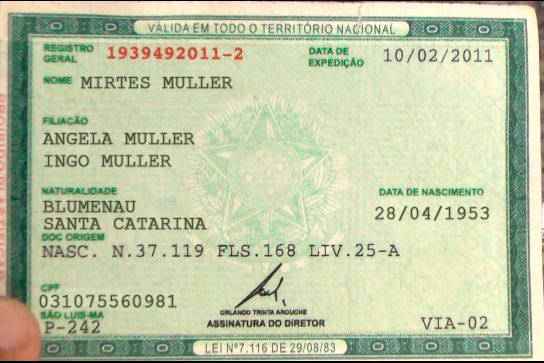 VÁLIDA EM TODO O TERRITÓRIO NACIONAL
REGISTRO GERAL 1939492011-2 DATA DE EXPEDIÇÃO 10/02/2011
NOME MIRTES MULLER
FILIAÇÃO
ANGELA MULLER
INGO MULLER
NATURALIDADE DATA DE NASCIMENTO
BLUMENAU
SANTA CATARINA 28/04/1953
DOC ORIGEM
NASC. N.37.119 FLS.168 LIV.25-A
CPF
031075560981
ORLANDO TRINTA AROUCHE
SÃO LUIS-MA
P-242 ASSINATURA DO DIRETOR VIA-02
LEI Nº7.116 DE 29/08/83